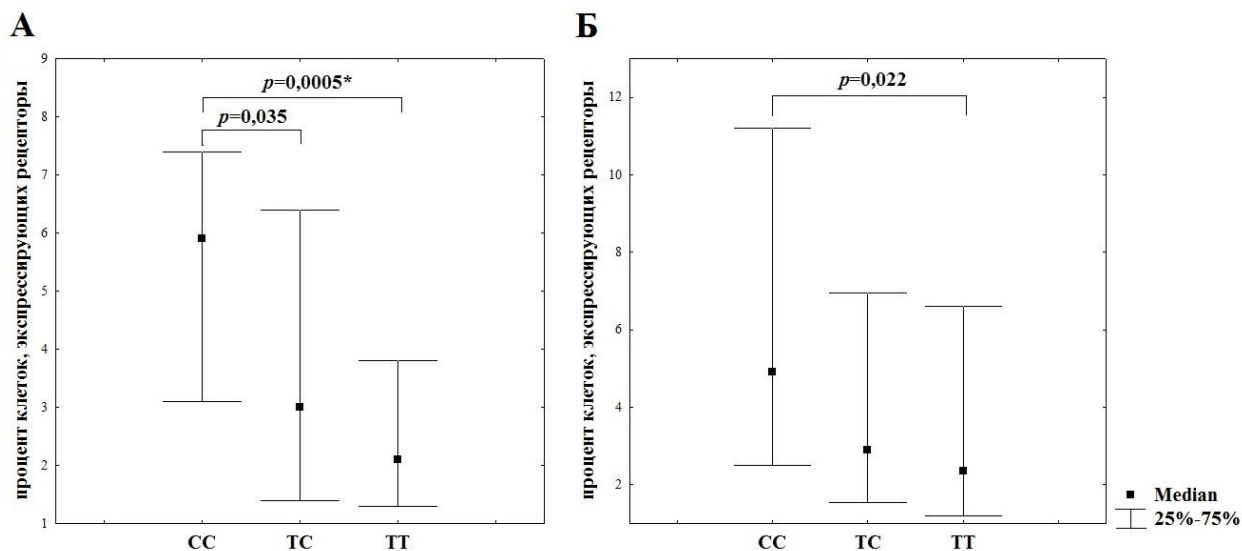 А
процент клеток, экспрессирующих рецепторы
9
8
7
6
5
4
3
2
1
p=0,0005*
p=0,035
CC
TC
TT
Б
процент клеток, экспрессирующих рецепторы
12
10
8
6
4
2
p=0,022
CC
TC
TT
Median
25%-75%